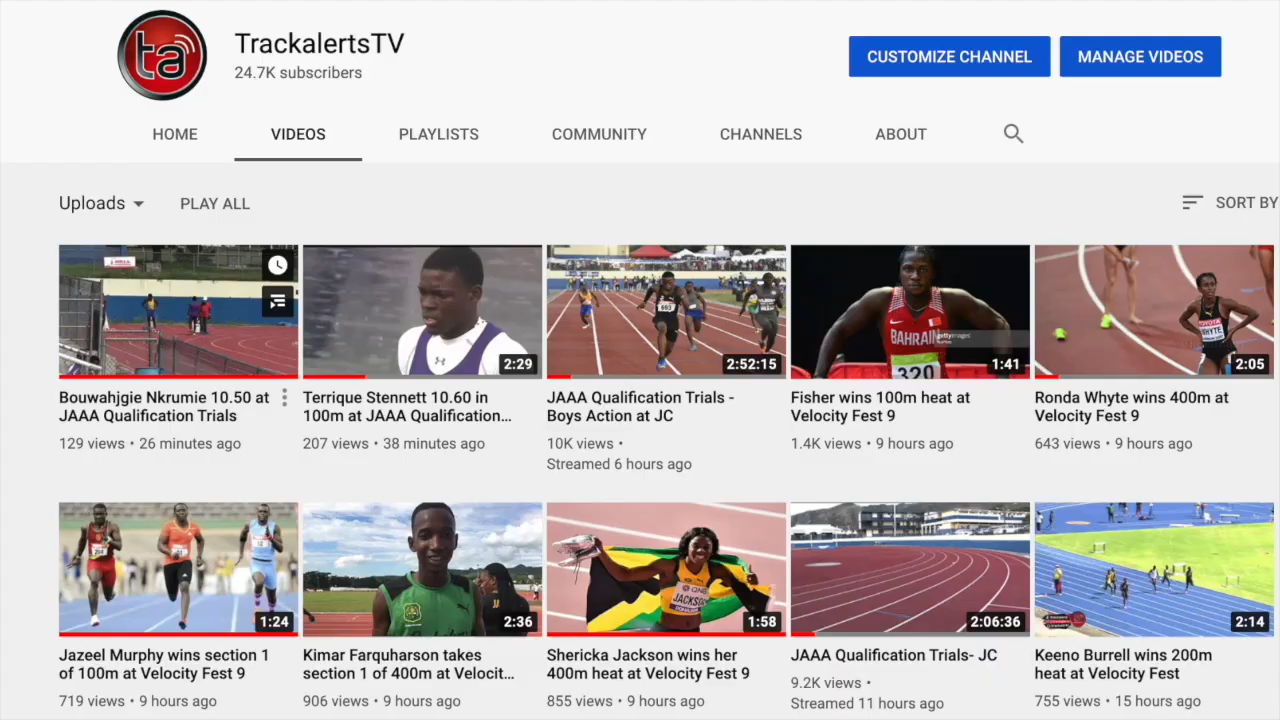 ta
TrackalertsTV
24.7K subscribers
CUSTOMIZE CHANNEL
MANAGE VIDEOS
HOME
VIDEOS
PLAYLISTS
COMMUNITY
CHANNELS
ABOUT
Uploads
PLAY ALL
SORT BY
2:29
693
2:52:15
BAHRAIN
gettyimages
320
1:41
WHYTE
2:05
Bouwahjgie Nkrumie 10.50 at
JAAA Qualification Trials
129 views • 26 minutes ago
Terrique Stennett 10.60 in
100m at JAAA Qualification...
207 views • 38 minutes ago
JAAA Qualification Trials -
Boys Action at JC
10K views •
Streamed 6 hours ago
Fisher wins 100m heat at
Velocity Fest 9
1.4K views • 9 hours ago
Ronda Whyte wins 400m at
Velocity Fest 9
643 views • 9 hours ago
1:24
2:36
QNB
JACKSON
1:58
2:06:36
2:14
Jazeel Murphy wins section 1
of 100m at Velocity Fest 9
719 views • 9 hours ago
Kimar Farquharson takes
section 1 of 400m at Velocit...
906 views • 9 hours ago
Shericka Jackson wins her
400m heat at Velocity Fest 9
855 views • 9 hours ago
JAAA Qualification Trials- JC
9.2K views •
Streamed 11 hours ago
Keeno Burrell wins 200m
heat at Velocity Fest
755 views • 15 hours ago